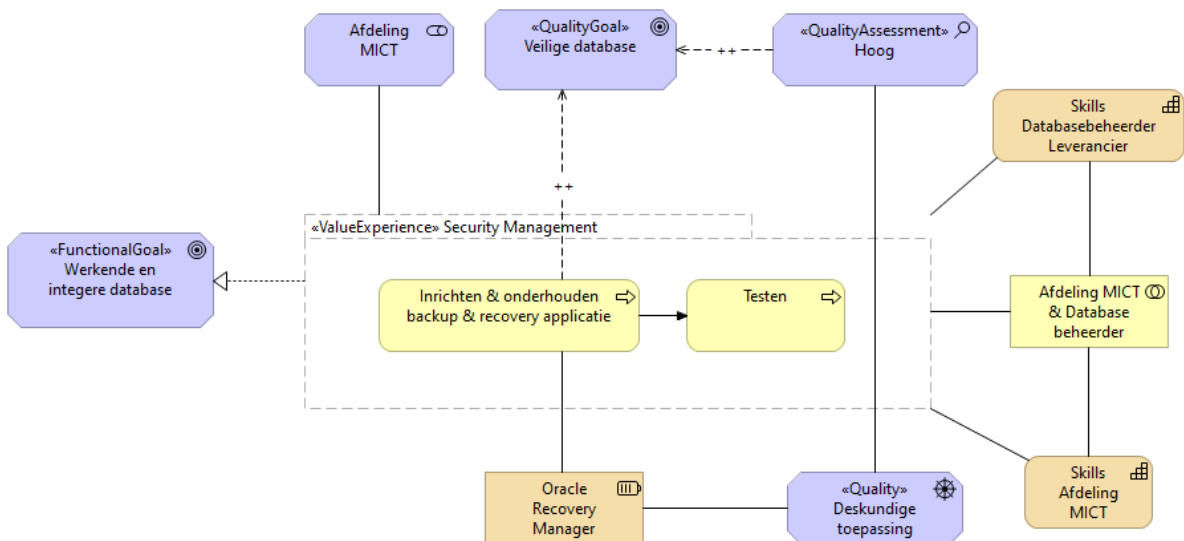 Afdeling
MICT
«QualityGoal»
Veilige database
++
«QualityAssessment»
Hoog
Skills
Databasebeheerder
Leverancier
++
«ValueExperience» Security Management
«FunctionalGoal»
Werkende en
integere database
Inrichten & onderhouden
backup & recovery applicatie
Testen
Afdeling MICT
& Database
beheerder
Oracle
Recovery
Manager
«Quality»
Deskundige
toepassing
Skills
Afdeling
MICT